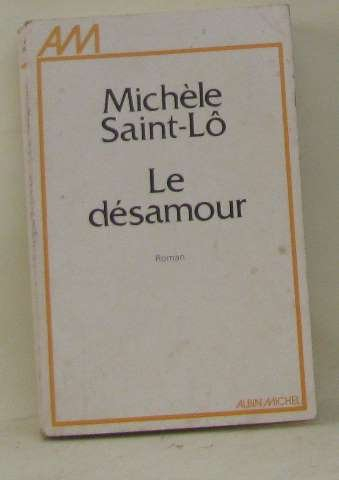 AM
Michèle
Saint-Lô
Le
désamour
Roman
ALBIN MICHEL